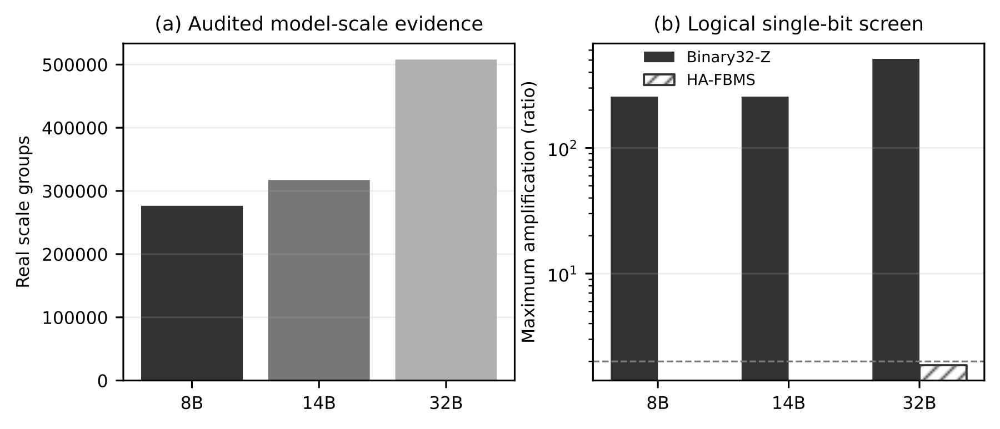 (a) Audited model-scale evidence
Real scale groups
500000
400000
300000
200000
100000
0
8B
14B
32B
(b) Logical single-bit screen
Maximum amplification (ratio)
10²
10¹
Binary32-Z
HA-FBMS
8B
14B
32B